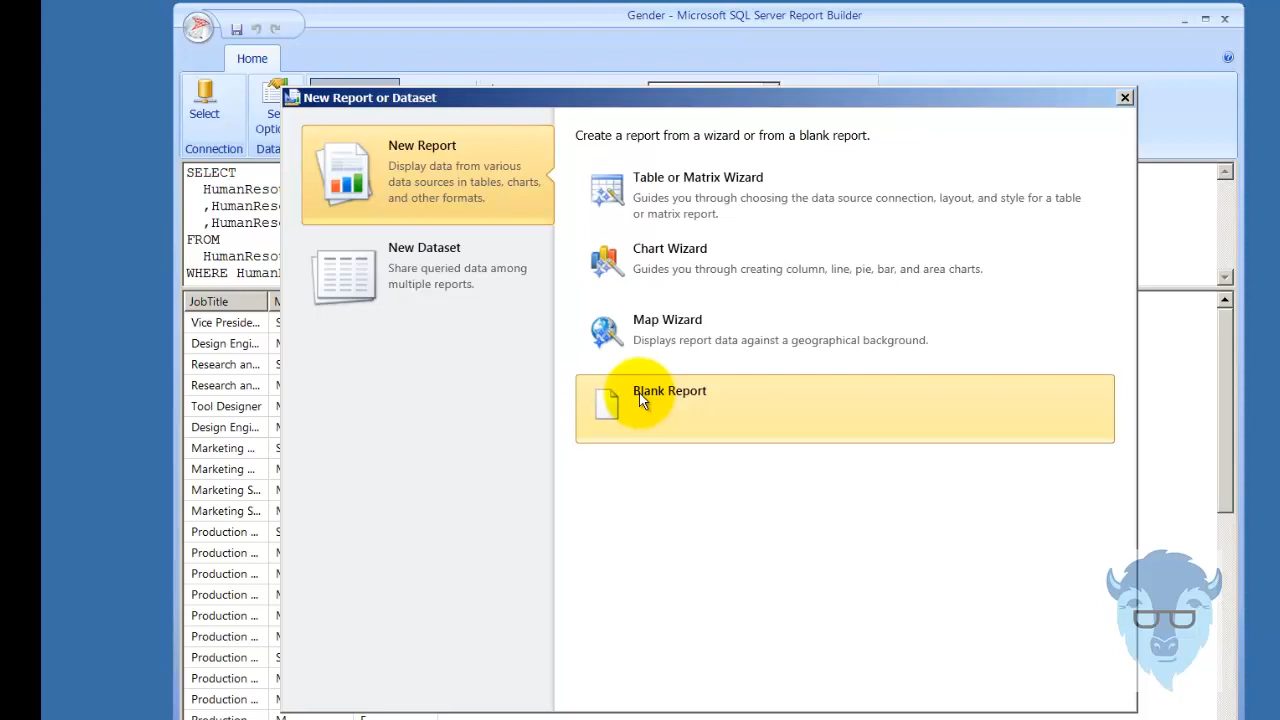 Gender - Microsoft SQL Server Report Builder
Home
Select
Connection
New Report or Dataset
New Report
Display data from various
data sources in tables, charts,
and other formats.
New Dataset
Share queried data among
multiple reports.
Create a report from a wizard or from a blank report.
Table or Matrix Wizard
Guides you through choosing the data source connection, layout, and style for a table
or matrix report.
Chart Wizard
Guides you through creating column, line, pie, bar, and area charts.
Map Wizard
Displays report data against a geographical background.
Blank Report
SELECT
HumanReso
,HumanRes
,HumanRes
FROM
HumanReso
WHERE HumanR
JobTitle
Vice Preside...
Design Engi...
Research an...
Research an...
Tool Designer
Design Engi...
Marketing ...
Marketing ...
Marketing S...
Marketing S...
Production ...
Production ...
Production ...
Production ...
Production ...
Production ...
Production S...
Production ...
Production ...